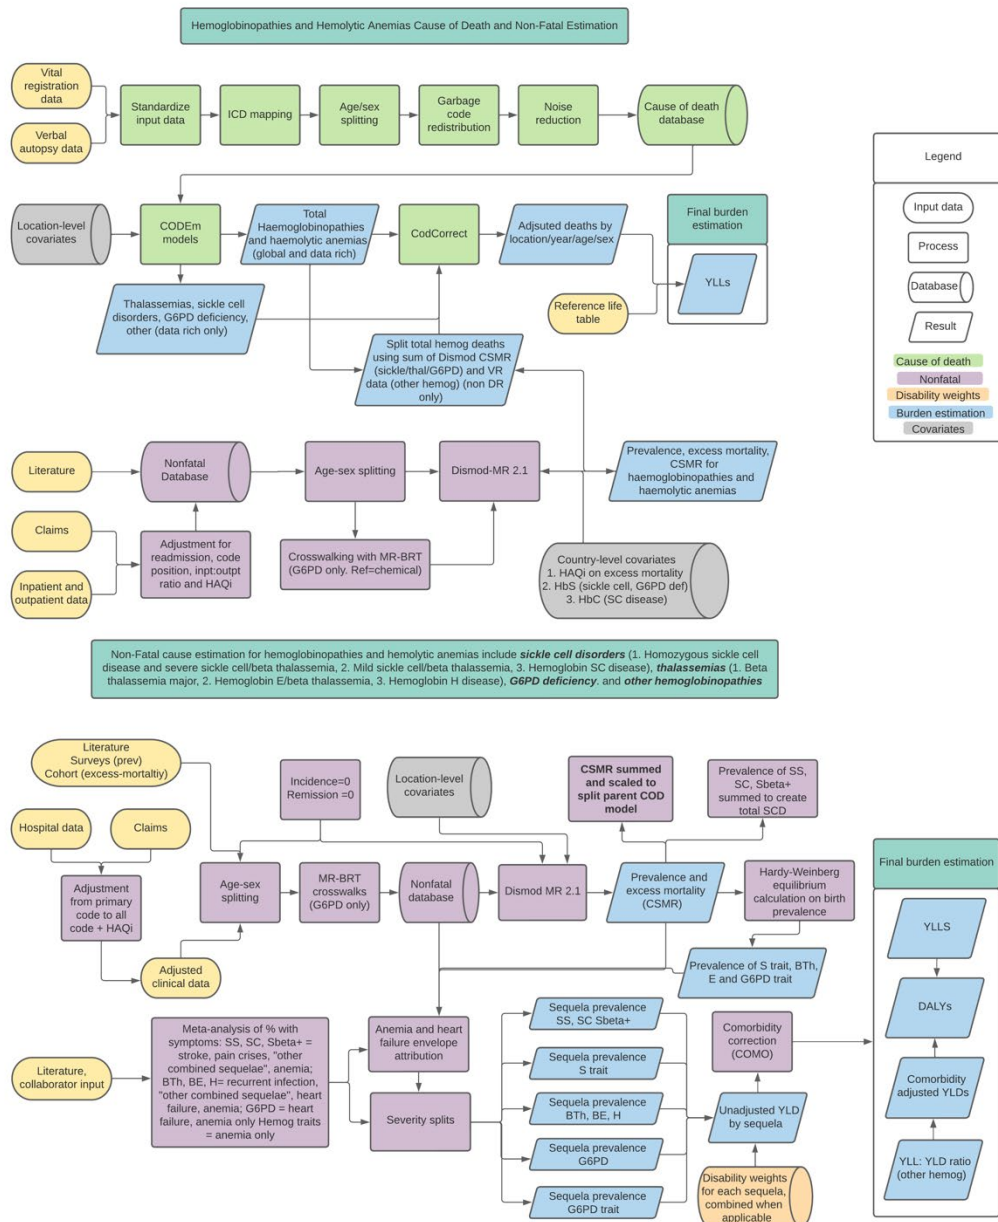 Hemoglobinopathies and Hemolytic Anemias Cause of Death and Non-Fatal Estimation
Vital
registration
data
Verbal
autopsy data
Standardize
input data
ICD mapping
Age/sex
splitting
Garbage
code
redistribution
Noise
reduction
Cause of death
database
Legend
Input data
Process
Database
Result
Cause of death
Nonfatal
Disability weights
Burden estimation
Covariates
Location-level
covariates
CODEm
models
Total
Haemoglobinopathies
and haemolytic anemias
(global and data rich)
CodCorrect
Adjsuted deaths by
location/year/age/sex
Final burden
estimation
YLLs
Reference life
table
Thalassemias, sickle cell
disorders, G6PD deficiency,
other (data rich only)
Split total hemog deaths
using sum of Dismod CSMR
(sickle/thal/G6PD) and VR
data (other hemog) (non DR
only)
Literature
Nonfatal
Database
Age-sex splitting
Dismod-MR 2.1
Prevalence, excess mortality,
CSMR for
haemoglobinopathies and
haemolytic anemias
Claims
Inpatient and
outpatient data
Adjustment for
readmission, code
position, inpt:outpt
ratio and HAQi
Crosswalking with MR-BRT
(G6PD only. Ref=chemical)
Country-level covariates
1. HAQi on excess mortality
2. HbS (sickle cell, G6PD def)
3. HbC (SC disease)
Non-Fatal cause estimation for hemoglobinopathies and hemolytic anemias include sickle cell disorders (1. Homozygous sickle cell
disease and severe sickle cell/beta thalassemia, 2. Mild sickle cell/beta thalassemia, 3. Hemoglobin SC disease), thalassemias (1. Beta
thalassemia major, 2. Hemoglobin E/beta thalassemia, 3. Hemoglobin H disease), G6PD deficiency. and other hemoglobinopathies
Literature
Surveys (prev)
Cohort (excess-mortaltiy)
Incidence=0
Remission =0
Location-level
covariates
CSMR summed
and scaled to
split parent COD
model
Prevalence of SS,
SC, Sbeta+
summed to create
total SCD
Hospital data
Claims
Adjustment
from primary
code to all
code + HAQi
Adjusted
clinical data
Age-sex
splitting
MR-BRT
crosswalks
(G6PD only)
Nonfatal
database
Dismod MR 2.1
Prevalence and
excess mortality
(CSMR)
Hardy-Weinberg
equilibrium
calculation on birth
prevalence
Prevalence of S trait, BTh,
E and G6PD trait
Final burden estimation
YLLS
DALYs
Comorbidity
adjusted YLDs
YLL: YLD ratio
(other hemog)
Literature,
collaborator input
Meta-analysis of % with
symptoms: SS, SC, Sbeta+ =
stroke, pain crises, "other
combined sequelae", anemia;
BTh, BE, H= recurrent infection,
"other combined sequelae", heart
failure, anemia; G6PD = heart
failure, anemia only Hemog traits
= anemia only
Anemia and heart
failure envelope
attribution
Severity splits
Sequela prevalence
SS, SC Sbeta+
Sequela prevalence
S trait
Sequela prevalence
BTh, BE, H
Sequela prevalence
G6PD
Sequela prevalence
G6PD trait
Comorbidity
correction
(COMO)
Unadjusted YLD
by sequela
Disability weights
for each sequela,
combined when
applicable